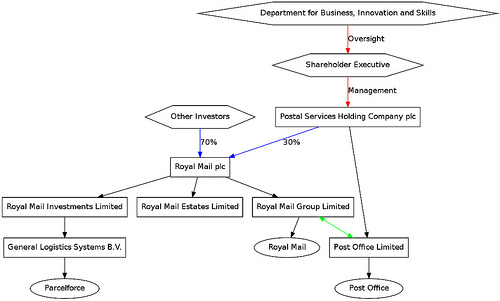 Department for Business, Innovation and Skills
Oversight
Shareholder Executive
Management
Other Investors
Postal Services Holding Company plc
70%
30%
Royal Mail plc
Royal Mail Investments Limited
Royal Mail Estates Limited
Royal Mail Group Limited
General Logistics Systems B.V.
Royal Mail
Post Office Limited
Parcelforce
Post Office